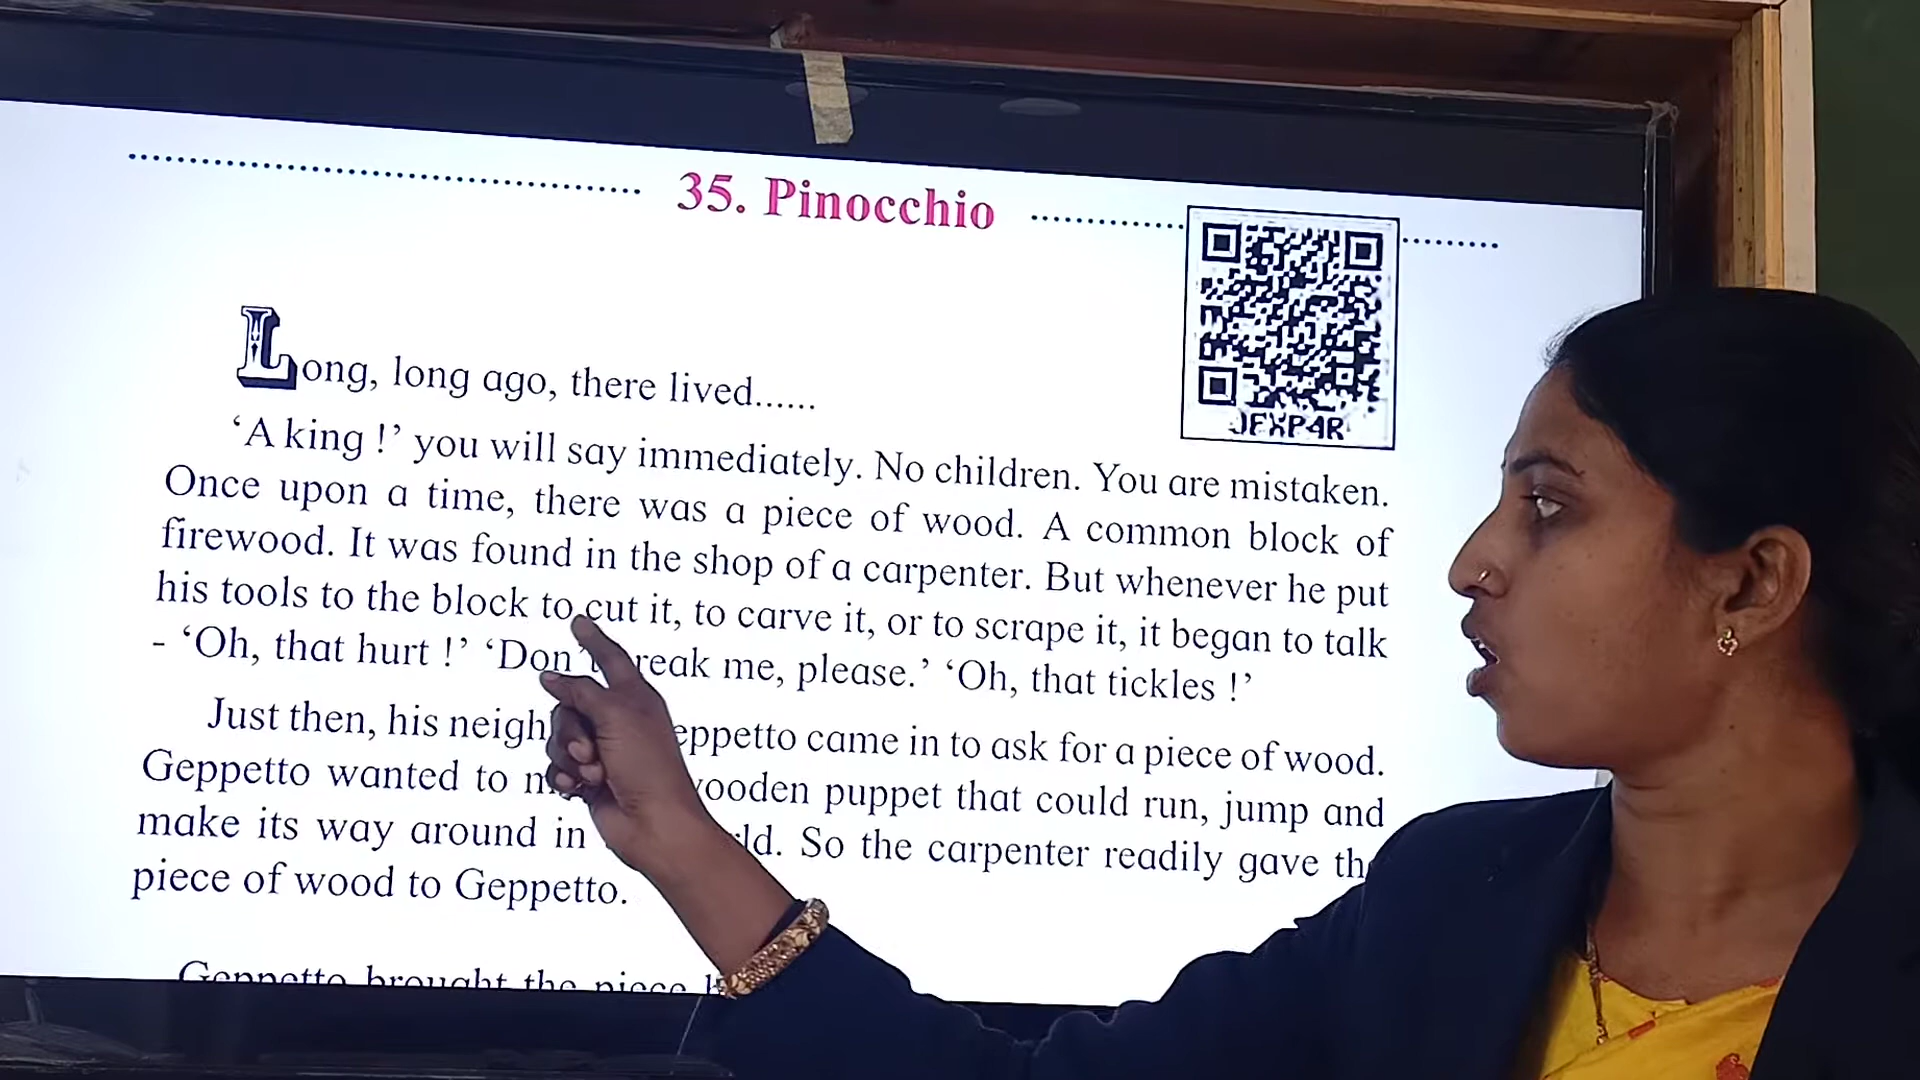 35. Pinocchio
JFXP4R
Long, long ago, there lived......
‘A king !’ you will say immediately. No children. You are mistaken.
Once upon a time, there was a piece of wood. A common block of
firewood. It was found in the shop of a carpenter. But whenever he put
his tools to the block to cut it, to carve it, or to scrape it, it began to talk
- ‘Oh, that hurt !’ ‘Don't reak me, please.’ ‘Oh, that tickles !’
Just then, his neigh eppetto came in to ask for a piece of wood.
Geppetto wanted to m ooden puppet that could run, jump and
make its way around in ld. So the carpenter readily gave the
piece of wood to Geppetto.
Geppetto brought the piece